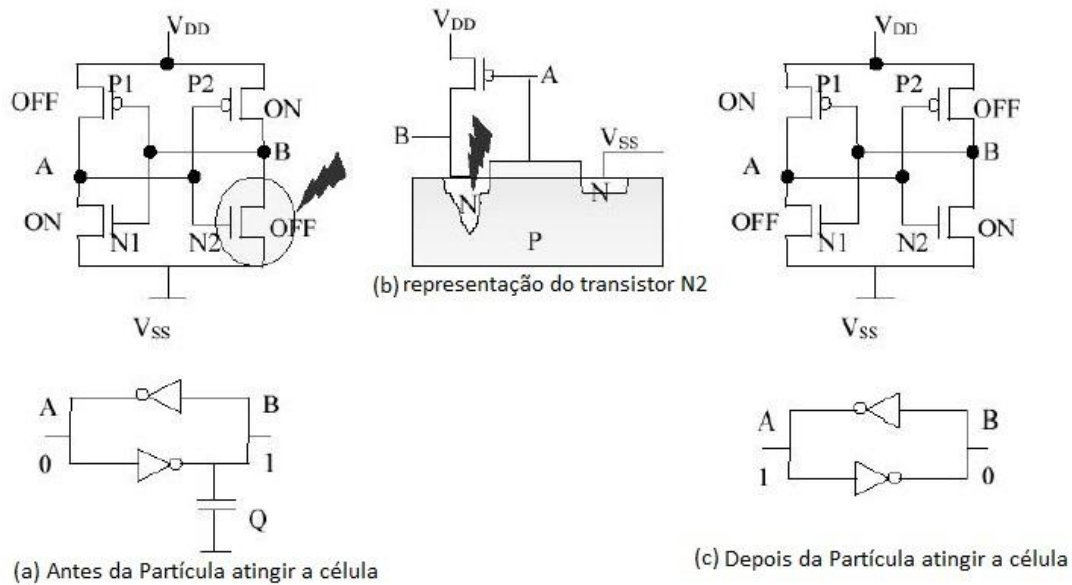 VDD
P1
P2
OFF
ON
A
B
ON
N1
N2
OFF
VSS
A
B
0
1
Q
(a) Antes da Partícula atingir a célula
VDD
A
B
VSS
N
N
P
(b) representação do transistor N2
VDD
P1
P2
ON
OFF
A
B
OFF
N1
N2
ON
VSS
A
B
1
0
(c) Depois da Partícula atingir a célula